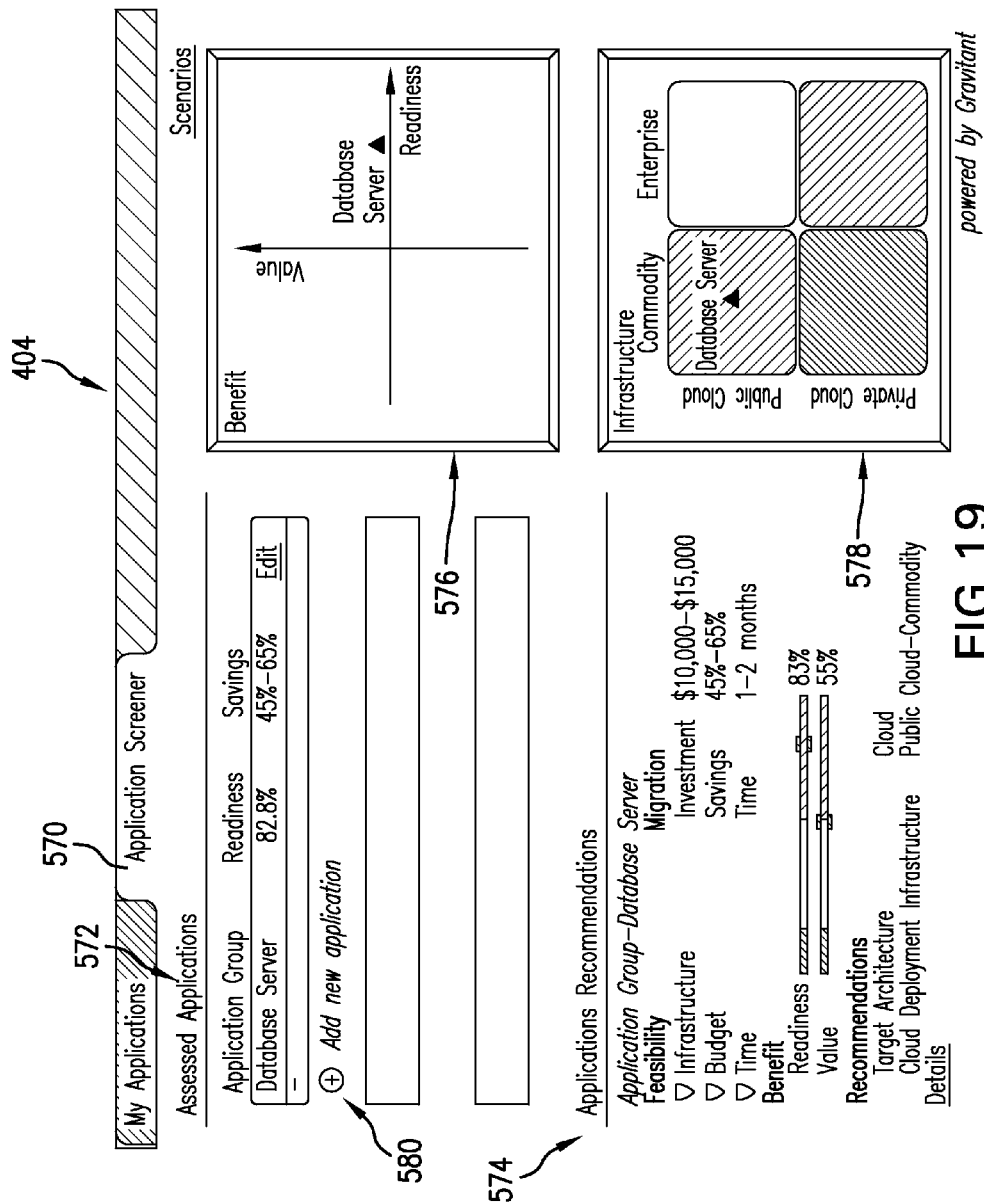 404
My Applications
570
Application Screener
572
Assessed Applications
Scenarios
Application Group Readiness Savings
Database Server 82.8% 45%–65% Edit
–
Add new application
580
Benefit
Value
Database
Server
Readiness
576
574
Applications Recommendations
Application Group–Database Server
Feasibility Migration
Infrastructure Investment $10,000–$15,000
Budget Savings 45%–65%
Time Time 1–2 months
Benefit
Readiness 83%
Value 55%
Recommendations
Target Architecture Cloud
Cloud Deployment Infrastructure Public Cloud–Commodity
Details
Infrastructure
Commodity Enterprise
Public Cloud
Database Server
Private Cloud
578
powered by Gravitant
FIG. 19